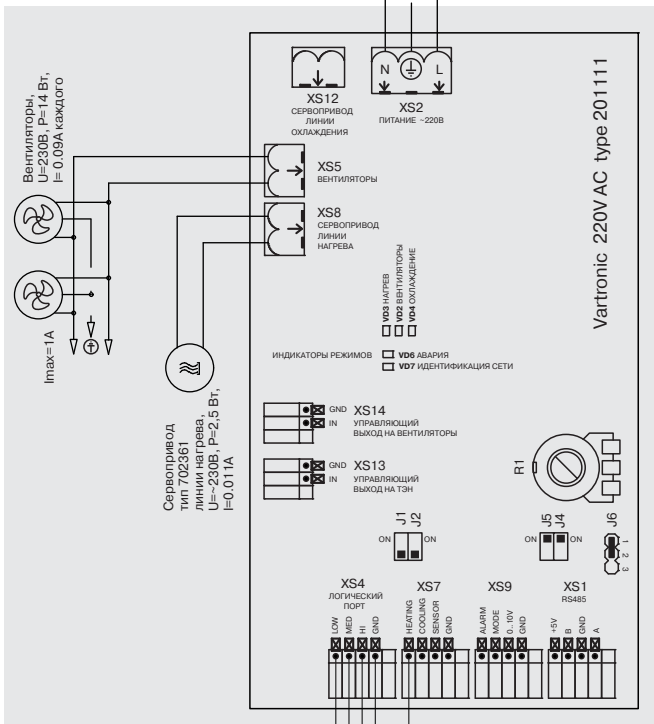 N
L
XS12
СЕРВОПРИВОД
ЛИНИИ
ОХЛАЖДЕНИЯ
XS2
ПИТАНИЕ ~220В
Vartronic 220V AC type 201111
Вентиляторы,
U=230В, P=14 Вт,
I= 0.09А каждого
XS5
ВЕНТИЛЯТОРЫ
XS8
СЕРВОПРИВОД
ЛИНИИ
НАГРЕВА
Imax=1A
VD3 НАГРЕВ
VD2 ВЕНТИЛЯТОРЫ
VD4 ОХЛАЖДЕНИЕ
ИНДИКАТОРЫ РЕЖИМОВ
VD6 АВАРИЯ
VD7 ИДЕНТИФИКАЦИЯ СЕТИ
Сервопривод
тип 702361
линии нагрева,
U=~230В, P=2,5 Вт,
I=0.011А
GND XS14
IN УПРАВЛЯЮЩИЙ
ВЫХОД НА ВЕНТИЛЯТОРЫ
GND XS13
IN УПРАВЛЯЮЩИЙ
ВЫХОД НА ТЭН
R1
J1
J2
ON ON
J5
J4
ON ON
J6
1
2
3
XS4
ЛОГИЧЕСКИЙ
ПОРТ
XS7
XS9
XS1
RS485
LOW
MED
HI
GND
HEATING
COOLING
SENSOR
GND
ALARM
MODE
0...10V
GND
+5V
B
GND
A